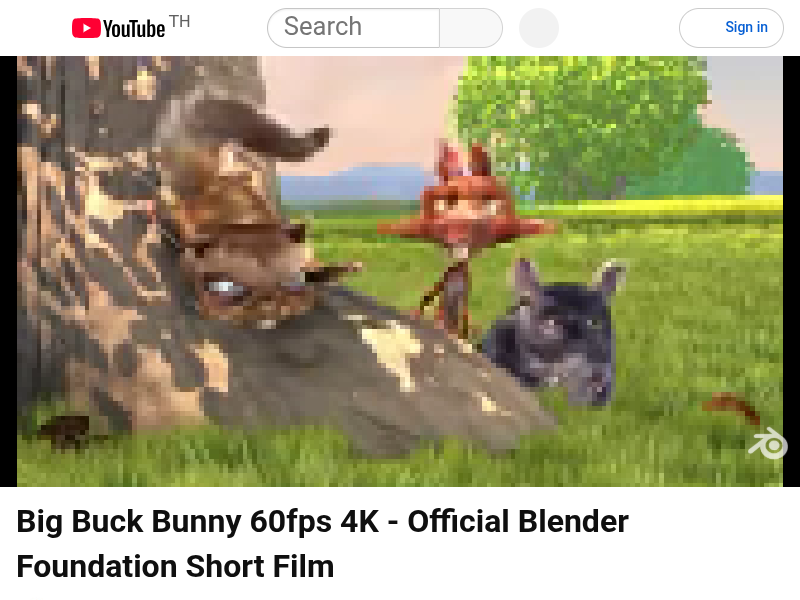 YouTube TH
Search
Sign in
Big Buck Bunny 60fps 4K - Official Blender
Foundation Short Film